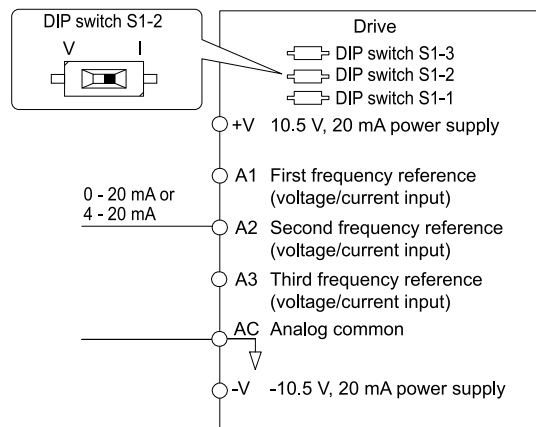 DIP switch S1-2
V I
Drive
DIP switch S1-3
DIP switch S1-2
DIP switch S1-1
+V 10.5 V, 20 mA power supply
A1 First frequency reference
(voltage/current input)
0 - 20 mA or
4 - 20 mA
A2 Second frequency reference
(voltage/current input)
A3 Third frequency reference
(voltage/current input)
AC Analog common
-V -10.5 V, 20 mA power supply